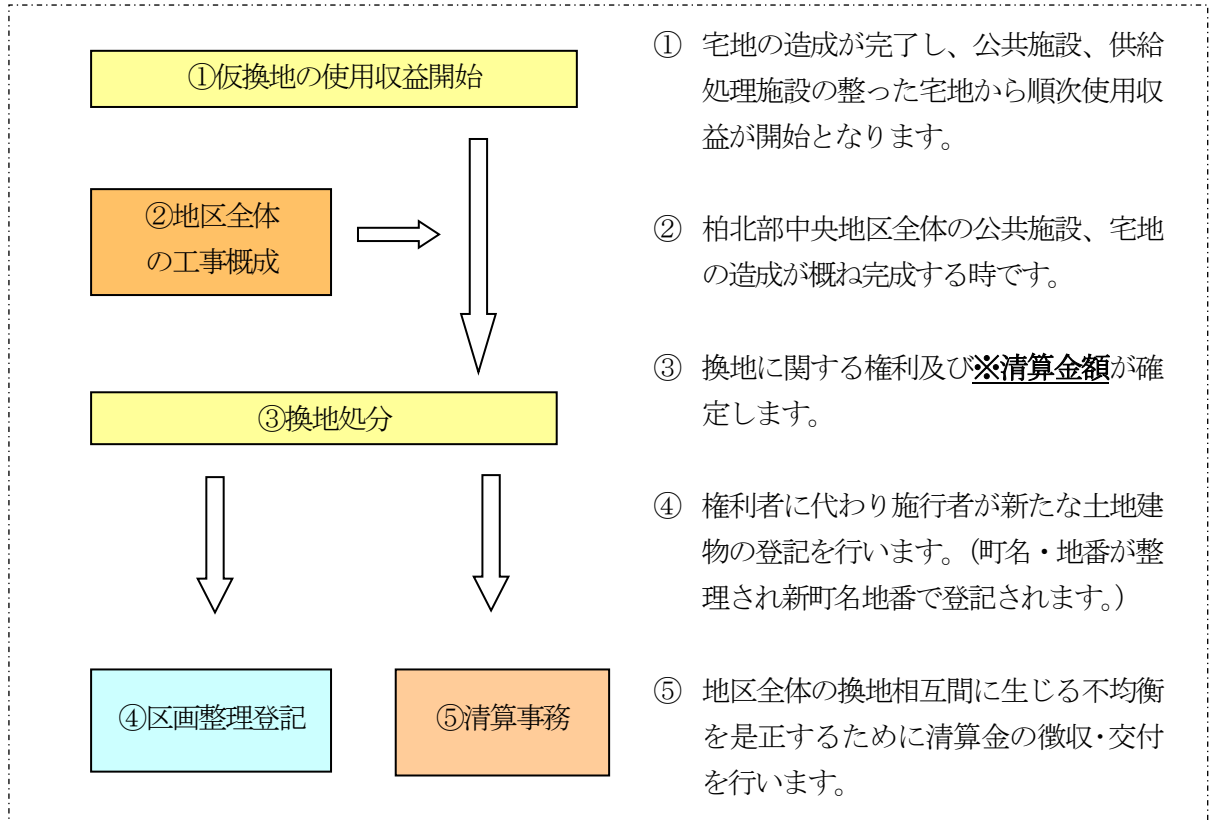 ①仮換地の使用収益開始
②地区全体
の工事概成
③換地処分
④区画整理登記
⑤清算事務
① 宅地の造成が完了し、公共施設、供給
処理施設の整った宅地から順次使用収
益が開始となります。
② 柏北部中央地区全体の公共施設、宅地
の造成が概ね完成する時です。
③ 換地に関する権利及び※清算金額が確
定します。
④ 権利者に代わり施行者が新たな土地建
物の登記を行います。(町名・地番が整
理され新町名地番で登記されます。)
⑤ 地区全体の換地相互間に生じる不均衡
を是正するために清算金の徴収・交付
を行います。